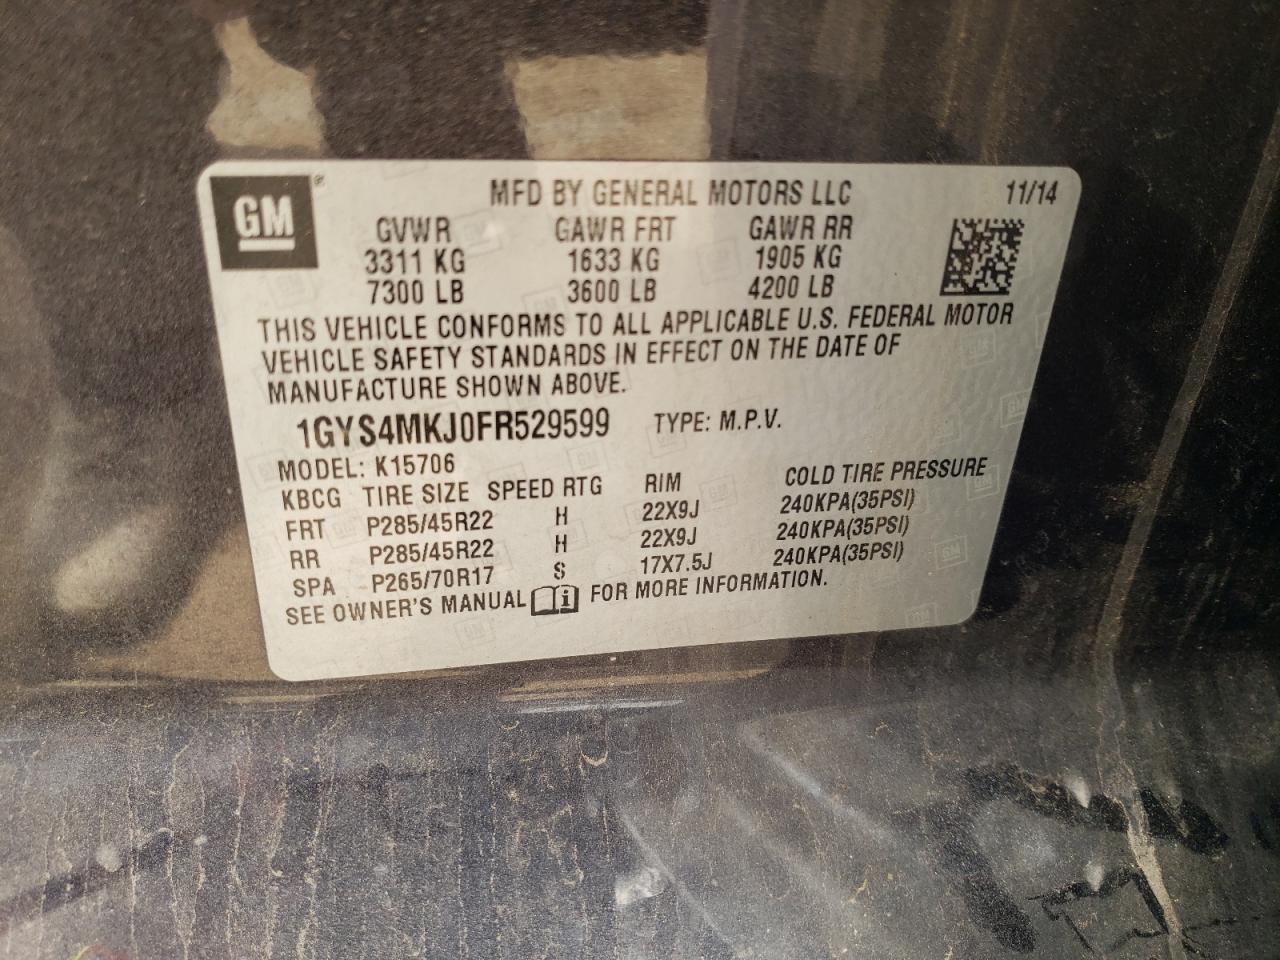 GM ® MFD BY GENERAL MOTORS LLC 11/14
GVWR GAWR FRT GAWR RR
3311 KG 1633 KG 1905 KG
7300 LB 3600 LB 4200 LB
THIS VEHICLE CONFORMS TO ALL APPLICABLE U.S. FEDERAL MOTOR
VEHICLE SAFETY STANDARDS IN EFFECT ON THE DATE OF
MANUFACTURE SHOWN ABOVE.
1GYS4MKJ0FR529599 TYPE: M.P.V.
MODEL: K15706
KBCG TIRE SIZE SPEED RTG RIM COLD TIRE PRESSURE
FRT P285/45R22 H 22X9J 240KPA(35PSI)
RR P285/45R22 H 22X9J 240KPA(35PSI)
SPA P265/70R17 S 17X7.5J 240KPA(35PSI)
SEE OWNER'S MANUAL i FOR MORE INFORMATION.